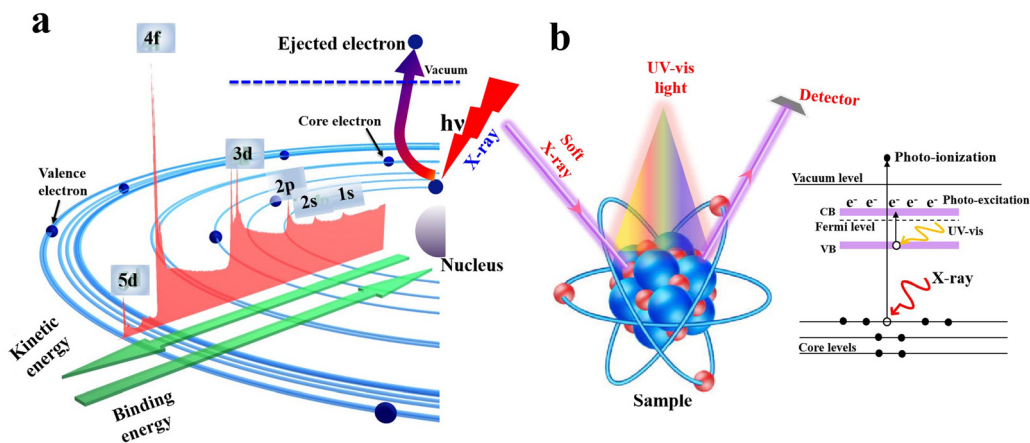 a
4f
Ejected electron
Vacuum
hν
X-ray
Core electron
3d
Valence
electron
2p
2s
1s
Nucleus
5d
Kinetic
energy
Binding
energy
b
UV-vis
light
Detector
Soft
X-ray
Sample
Photo-ionization
Vacuum level
e- e- e- e- e- Photo-excitation
CB
Fermi level
UV-vis
VB
X-ray
Core levels